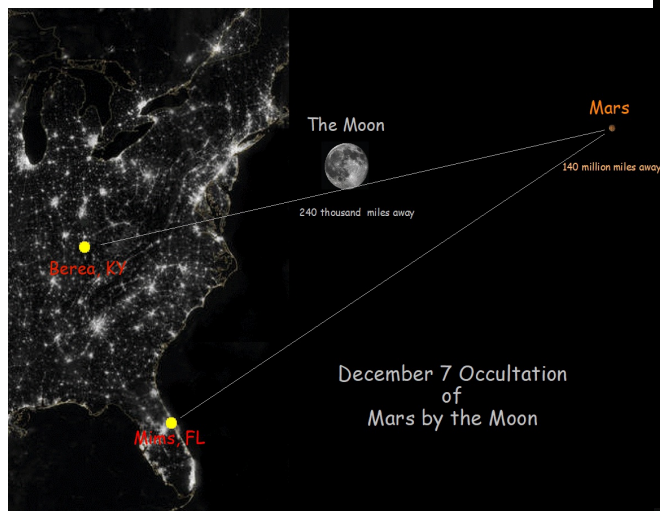 Mars
The Moon
140 million miles away
240 thousand miles away
Berea, KY
December 7 Occultation
of
Mars by the Moon
Mims, FL